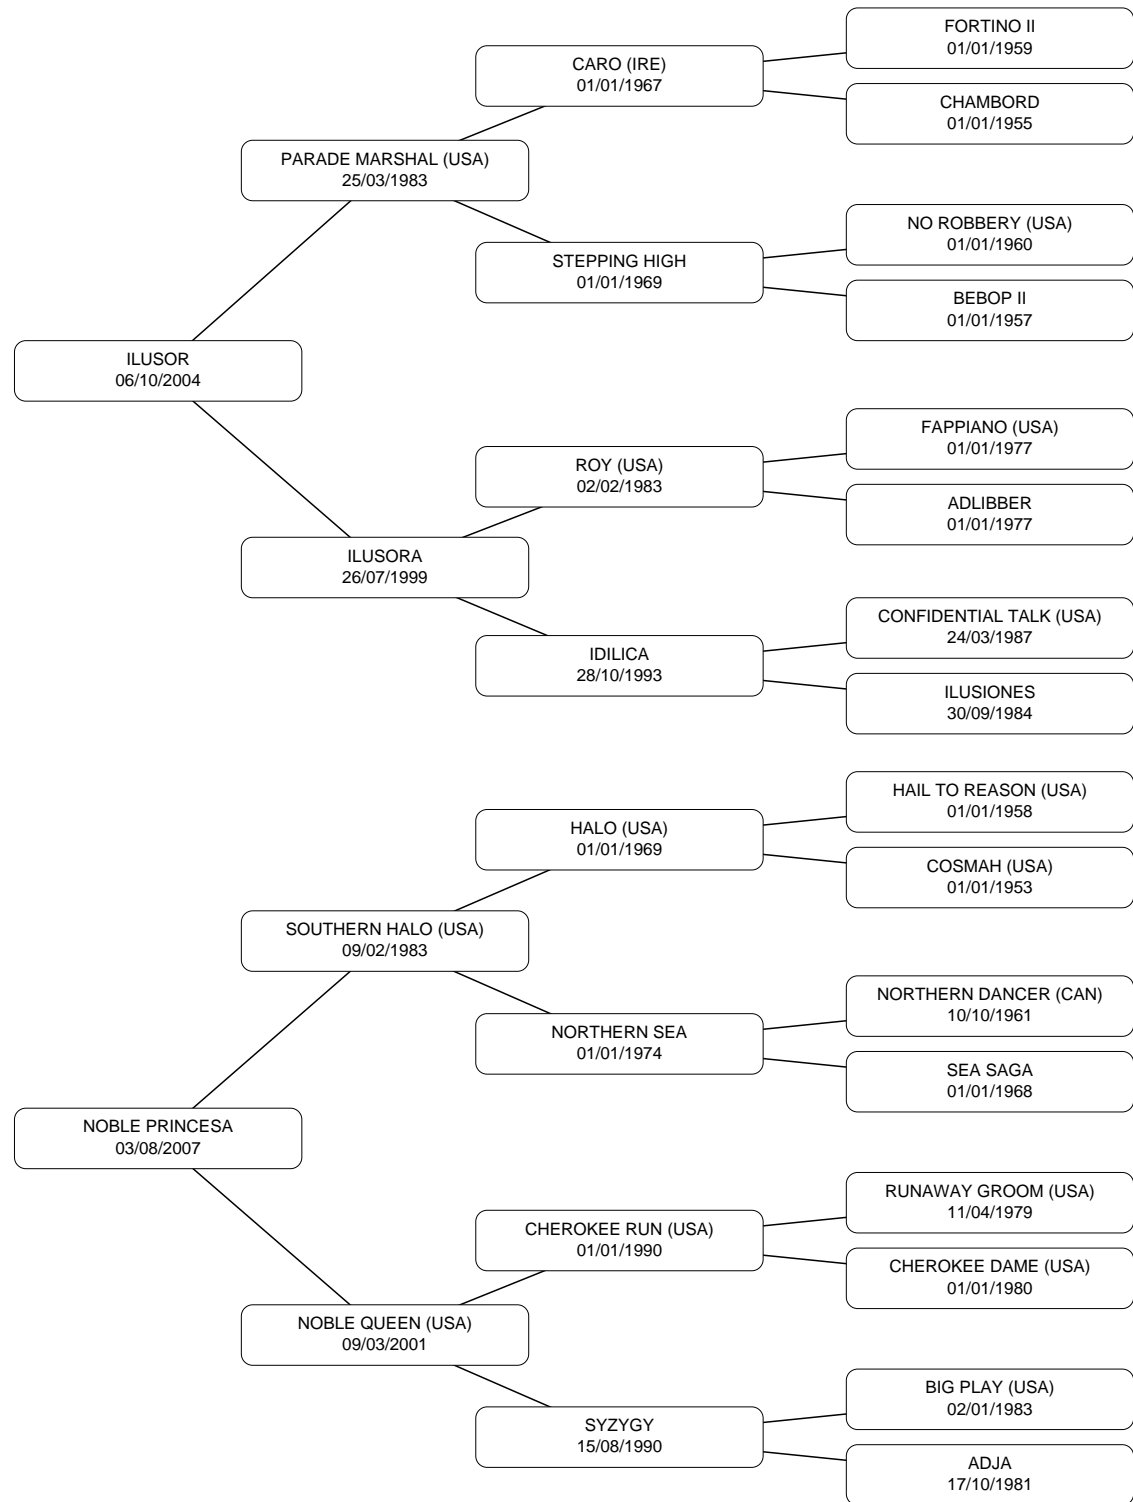 FORTINO II
01/01/1959
CARO (IRE)
01/01/1967
CHAMBORD
01/01/1955
PARADE MARSHAL (USA)
25/03/1983
NO ROBBERY (USA)
01/01/1960
STEPPING HIGH
01/01/1969
BEBOP II
01/01/1957
ILUSOR
06/10/2004
FAPPIANO (USA)
01/01/1977
ROY (USA)
02/02/1983
ADLIBBER
01/01/1977
ILUSORA
26/07/1999
CONFIDENTIAL TALK (USA)
24/03/1987
IDILICA
28/10/1993
ILUSIONES
30/09/1984
HAIL TO REASON (USA)
01/01/1958
HALO (USA)
01/01/1969
COSMAH (USA)
01/01/1953
SOUTHERN HALO (USA)
09/02/1983
NORTHERN DANCER (CAN)
10/10/1961
NORTHERN SEA
01/01/1974
SEA SAGA
01/01/1968
NOBLE PRINCESA
03/08/2007
RUNAWAY GROOM (USA)
11/04/1979
CHEROKEE RUN (USA)
01/01/1990
CHEROKEE DAME (USA)
01/01/1980
NOBLE QUEEN (USA)
09/03/2001
BIG PLAY (USA)
02/01/1983
SYZYGY
15/08/1990
ADJA
17/10/1981